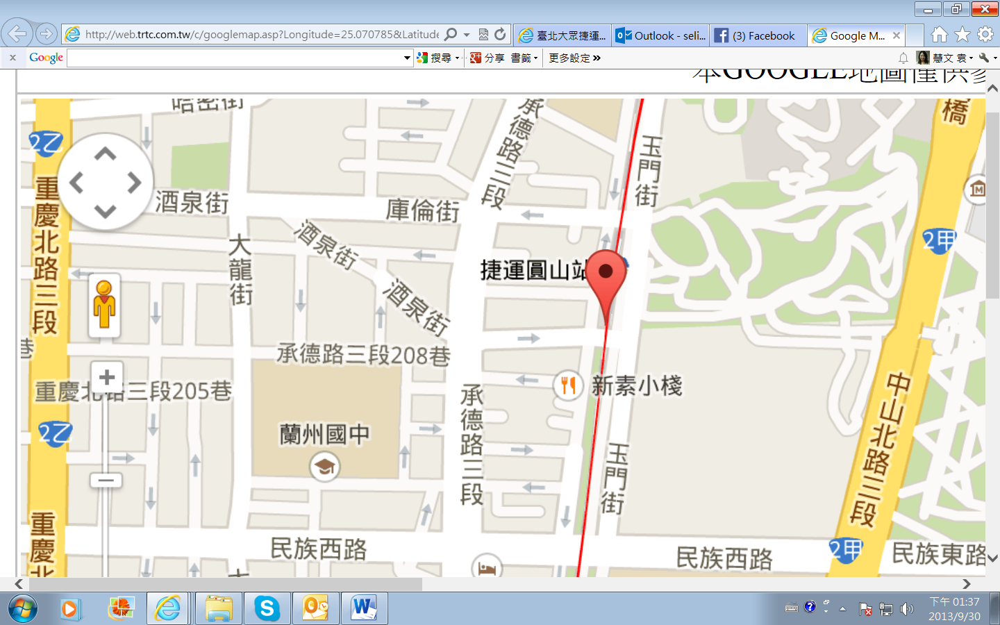 http://web.trtc.com.tw/c/googlemap.asp?Longitude=25.070785&Latitude
臺北大眾捷運...
Outlook - seli...
(3) Facebook
Google M...
x
Google
搜尋
分享
書籤
更多設定 »
慧文 袁
本GOOGLE地圖僅供參
哈密街
承德路三段
橋
2乙
玉門街
重慶北路三段
酒泉街
庫倫街
酒泉街
2甲
大龍街
捷運圓山站
酒泉街
巷
承德路三段208巷
重慶北路三段205巷
新素小棧
中山北路三段
承德路三段
2乙
蘭州國中
玉門街
重慶北
民族西路
2甲
民族西路
民族東路
下午 01:37
2013/9/30